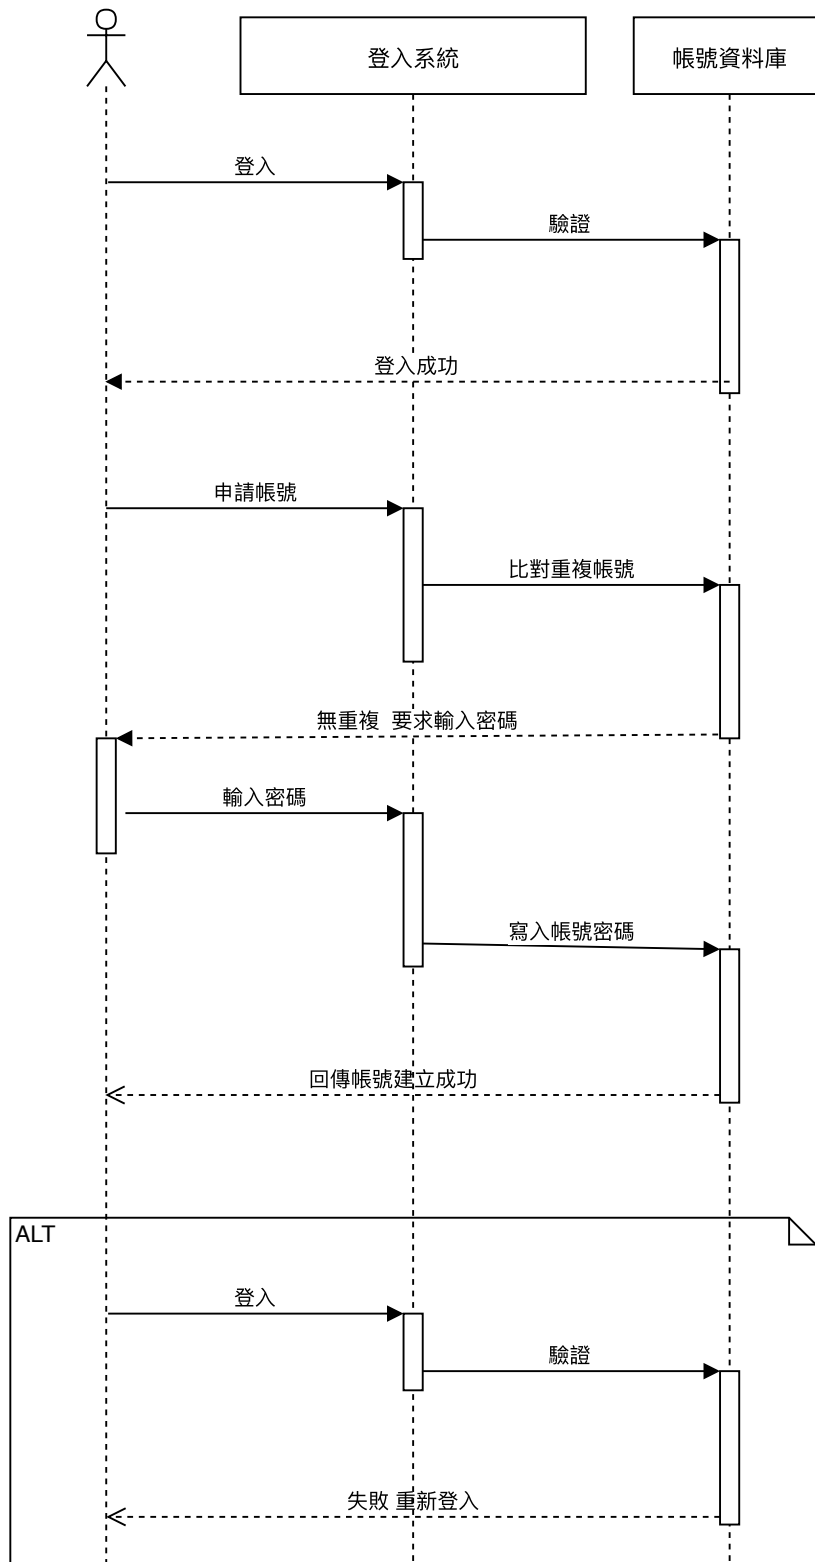 登入系統
帳號資料庫
登入
驗證
登入成功
申請帳號
比對重複帳號
無重複 要求輸入密碼
輸入密碼
寫入帳號密碼
回傳帳號建立成功
ALT
登入
驗證
失敗 重新登入